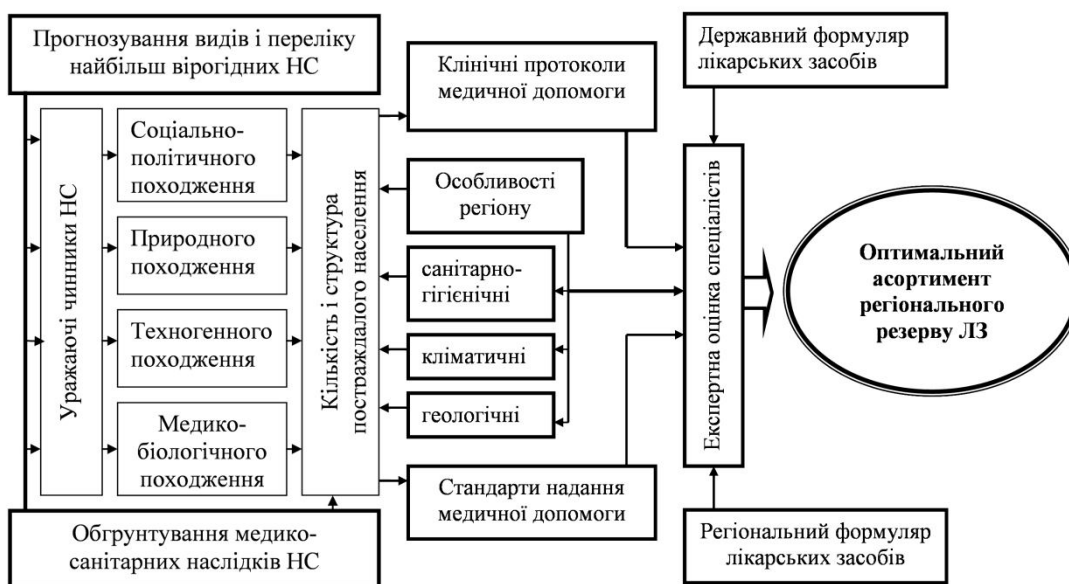 Прогнозування видів і переліку
найбільш вірогідних НС
Уражаючі чинники НС
Соціально-
політичного
походження
Природного
походження
Техногенного
походження
Медико-
біологічного
походження
Обгрунтування медико-
санітарних наслідків НС
Кількість і структура
постраждалого населення
Клінічні протоколи
медичної допомоги
Особливості
регіону
санітарно-
гігієнічні
кліматичні
геологічні
Стандарти надання
медичної допомоги
Державний формуляр
лікарських засобів
Експертна оцінка спеціалістів
Регіональний формуляр
лікарських засобів
Оптимальний
асортимент
регіонального
резерву ЛЗ